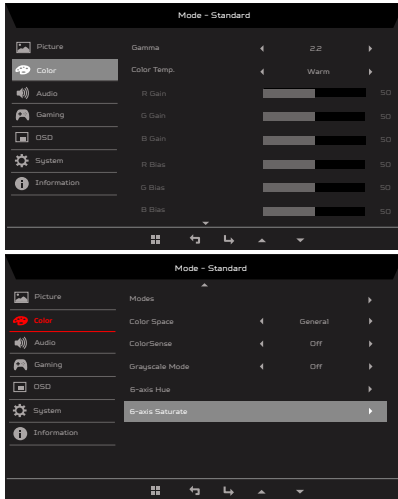 Mode - Standard
Picture
Gamma 2.2
Color
Color Temp. Warm
Audio
R Gain 50
Gaming
G Gain 50
OSD
B Gain 50
System
R Bias 50
Information
G Bias 50
B Bias 50
Mode - Standard
Picture
Modes
Color
Color Space General
Audio
ColorSense Off
Gaming
Grayscale Mode Off
OSD
6-axis Hue
System
6-axis Saturate
Information